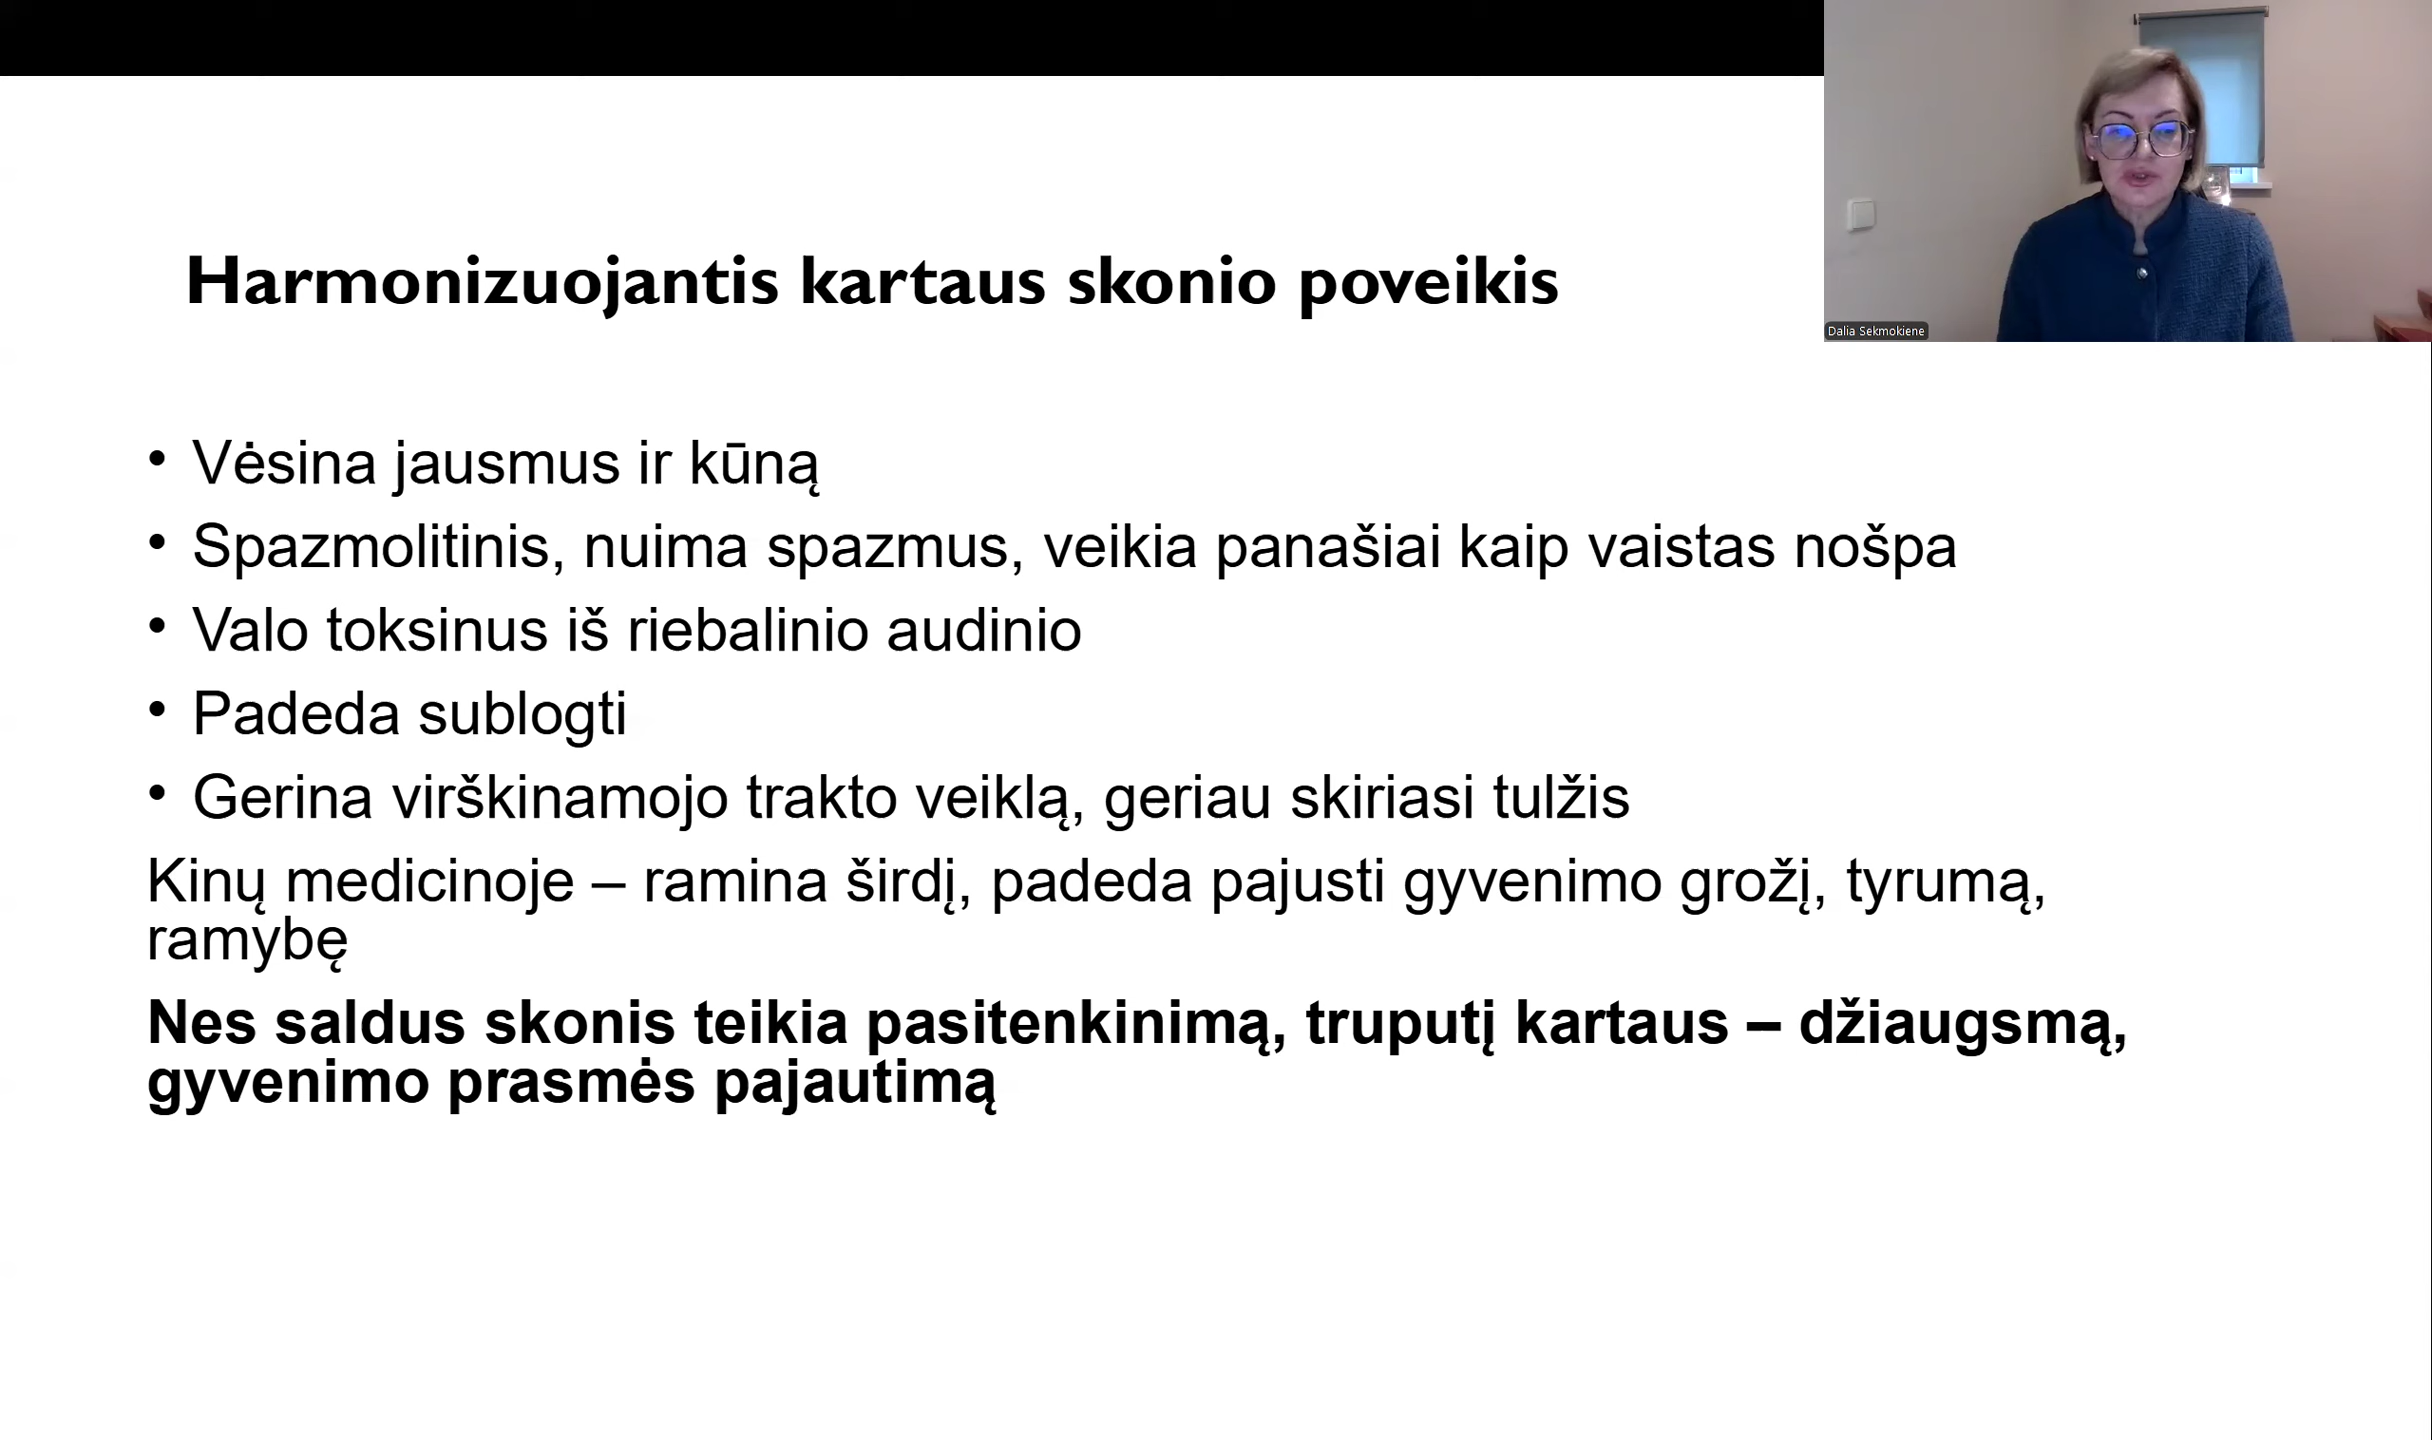 Dalia Sekmokiene
Harmonizuojantis kartaus skonio poveikis
• Vėsina jausmus ir kūną
• Spazmolitinis, nuima spazmus, veikia panašiai kaip vaistas nošpa
• Valo toksinus iš riebalinio audinio
• Padeda sublogti
• Gerina virškinamojo trakto veiklą, geriau skiriasi tulžis
Kinų medicinoje – ramina širdį, padeda pajusti gyvenimo grožį, tyrumą,
ramybę
Nes saldus skonis teikia pasitenkinimą, truputį kartaus – džiaugsmą,
gyvenimo prasmės pajautimą